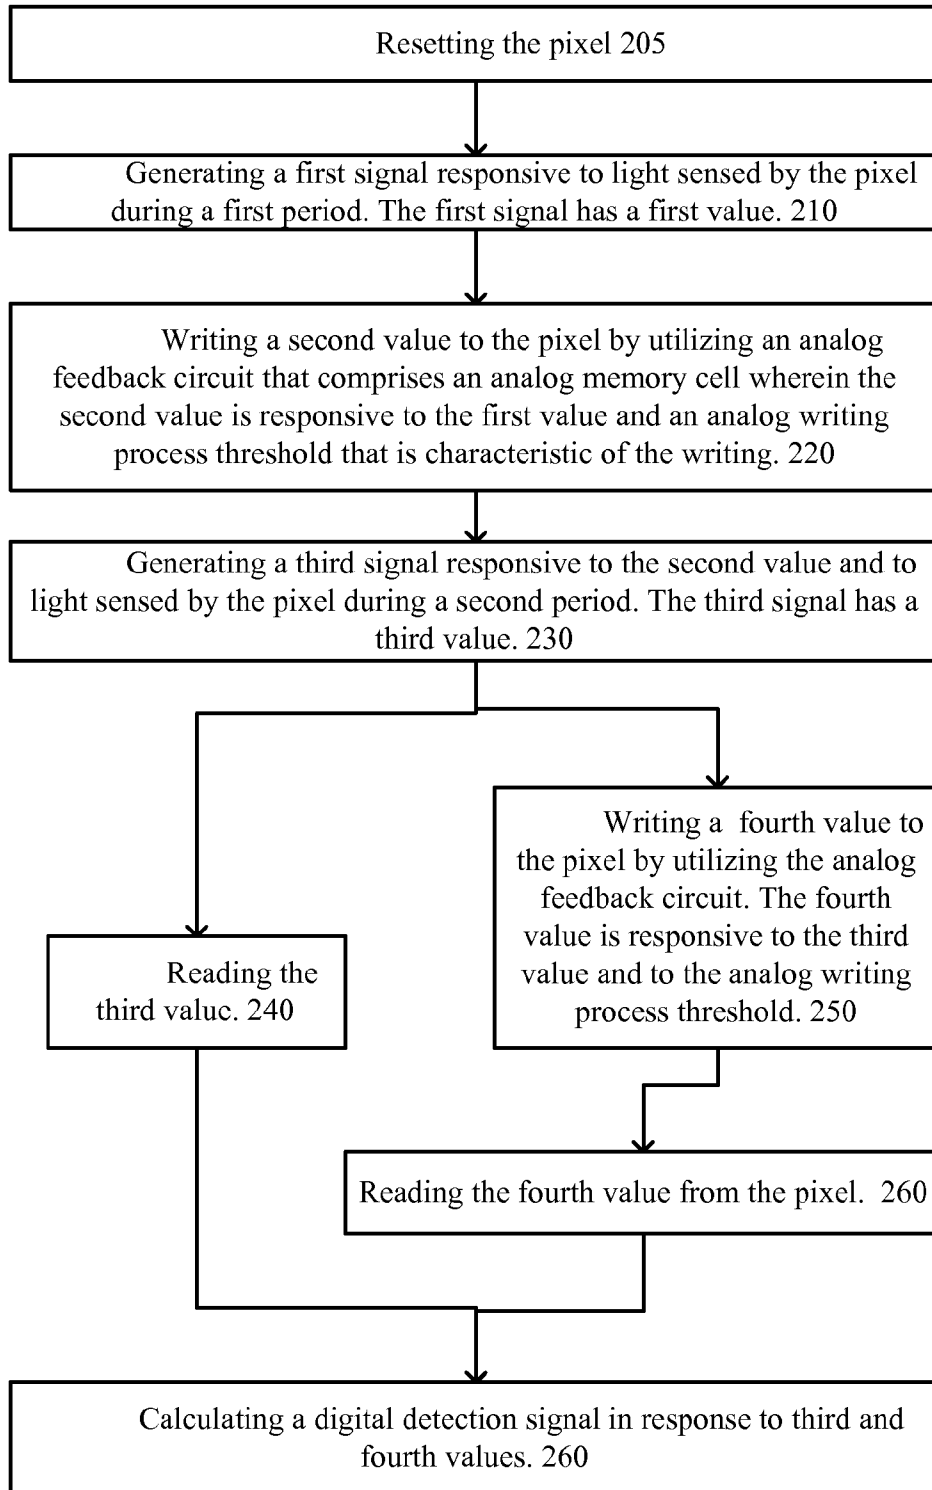 Resetting the pixel 205
Generating a first signal responsive to light sensed by the pixel
during a first period. The first signal has a first value. 210
Writing a second value to the pixel by utilizing an analog
feedback circuit that comprises an analog memory cell wherein the
second value is responsive to the first value and an analog writing
process threshold that is characteristic of the writing. 220
Generating a third signal responsive to the second value and to
light sensed by the pixel during a second period. The third signal has a
third value. 230
Writing a fourth value to
the pixel by utilizing the analog
feedback circuit. The fourth
value is responsive to the third
value and to the analog writing
process threshold. 250
Reading the
third value. 240
Reading the fourth value from the pixel. 260
Calculating a digital detection signal in response to third and
fourth values. 260